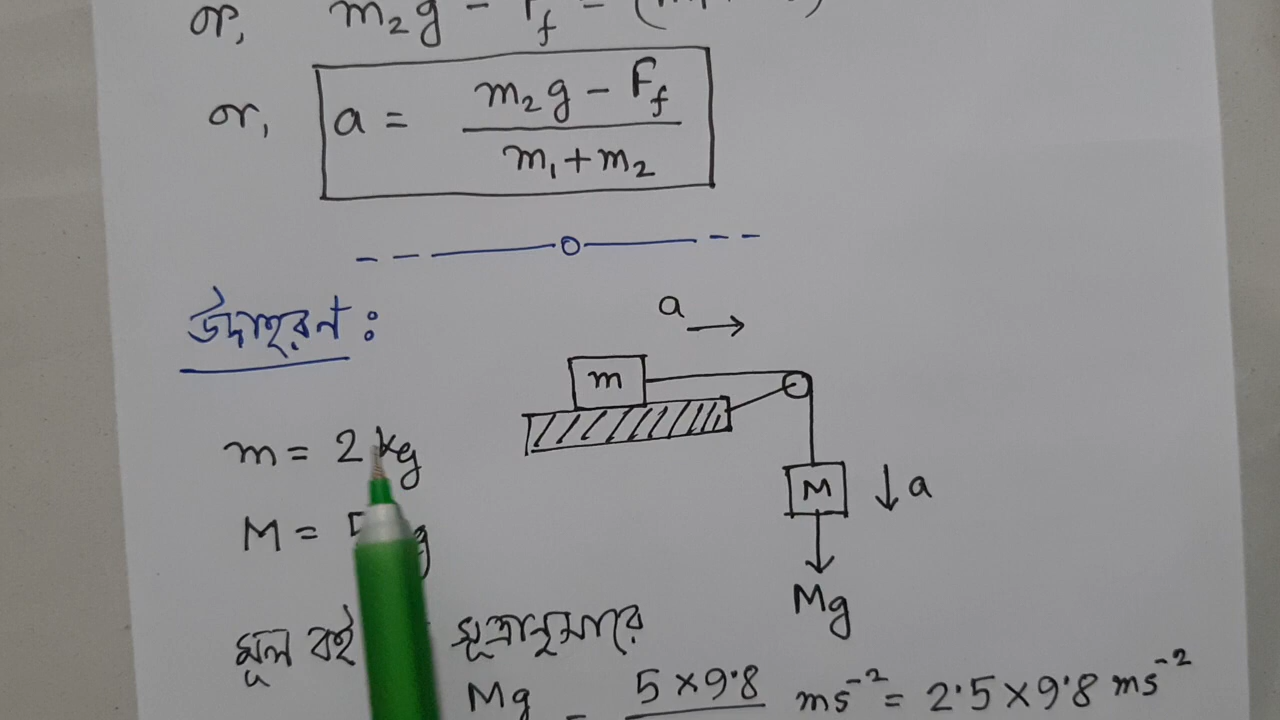 or, m₂g - F_f =
or, a = (m₂g - F_f) / (m₁ + m₂)
উদাহরণ :
a →
m
M ↓ a
Mg
m = 2 kg
M =
মূল বই সূত্রানুসারে
Mg = 5 × 9.8 ms⁻² = 2.5 × 9.8 ms⁻²